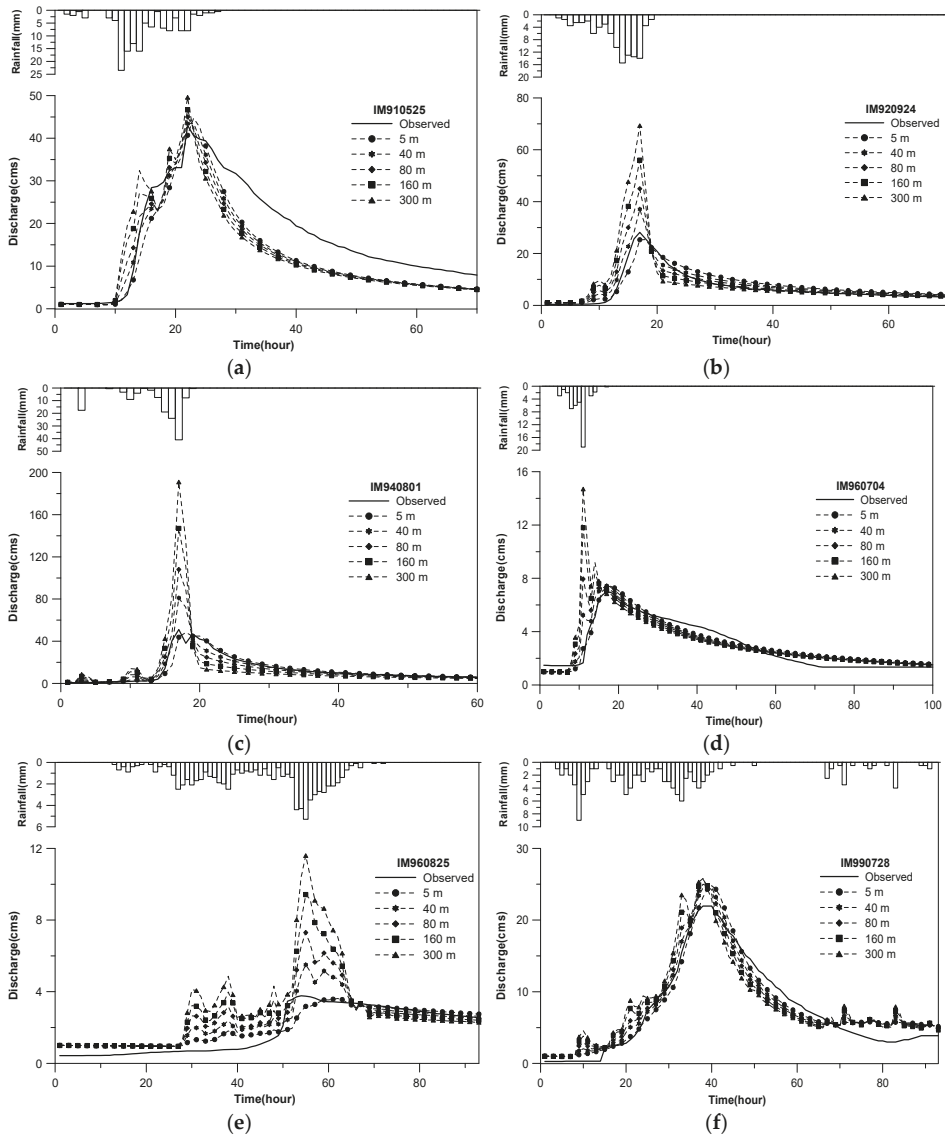 0
5
10
15
20
25
Rainfall(mm)
50
40
30
20
10
0
Discharge(cms)
IM910525
Observed
5 m
40 m
80 m
160 m
300 m
0 20 40 60
Time(hour)
(a)
0
4
8
12
16
20
Rainfall(mm)
80
60
40
20
0
Discharge(cms)
IM920924
Observed
5 m
40 m
80 m
160 m
300 m
0 20 40 60
Time(hour)
(b)
0
10
20
30
40
50
Rainfall(mm)
200
160
120
80
40
0
Discharge(cms)
IM940801
Observed
5 m
40 m
80 m
160 m
300 m
0 20 40 60
Time(hour)
(c)
0
4
8
12
16
20
Rainfall(mm)
16
12
8
4
0
Discharge(cms)
IM960704
Observed
5 m
40 m
80 m
160 m
300 m
0 20 40 60 80 100
Time(hour)
(d)
0
2
4
6
Rainfall(mm)
12
8
4
0
Discharge(cms)
IM960825
Observed
5 m
40 m
80 m
160 m
300 m
0 20 40 60 80
Time(hour)
(e)
0
2
4
6
8
10
Rainfall(mm)
30
20
10
0
Discharge(cms)
IM990728
Observed
5 m
40 m
80 m
160 m
300 m
0 20 40 60 80
Time(hour)
(f)